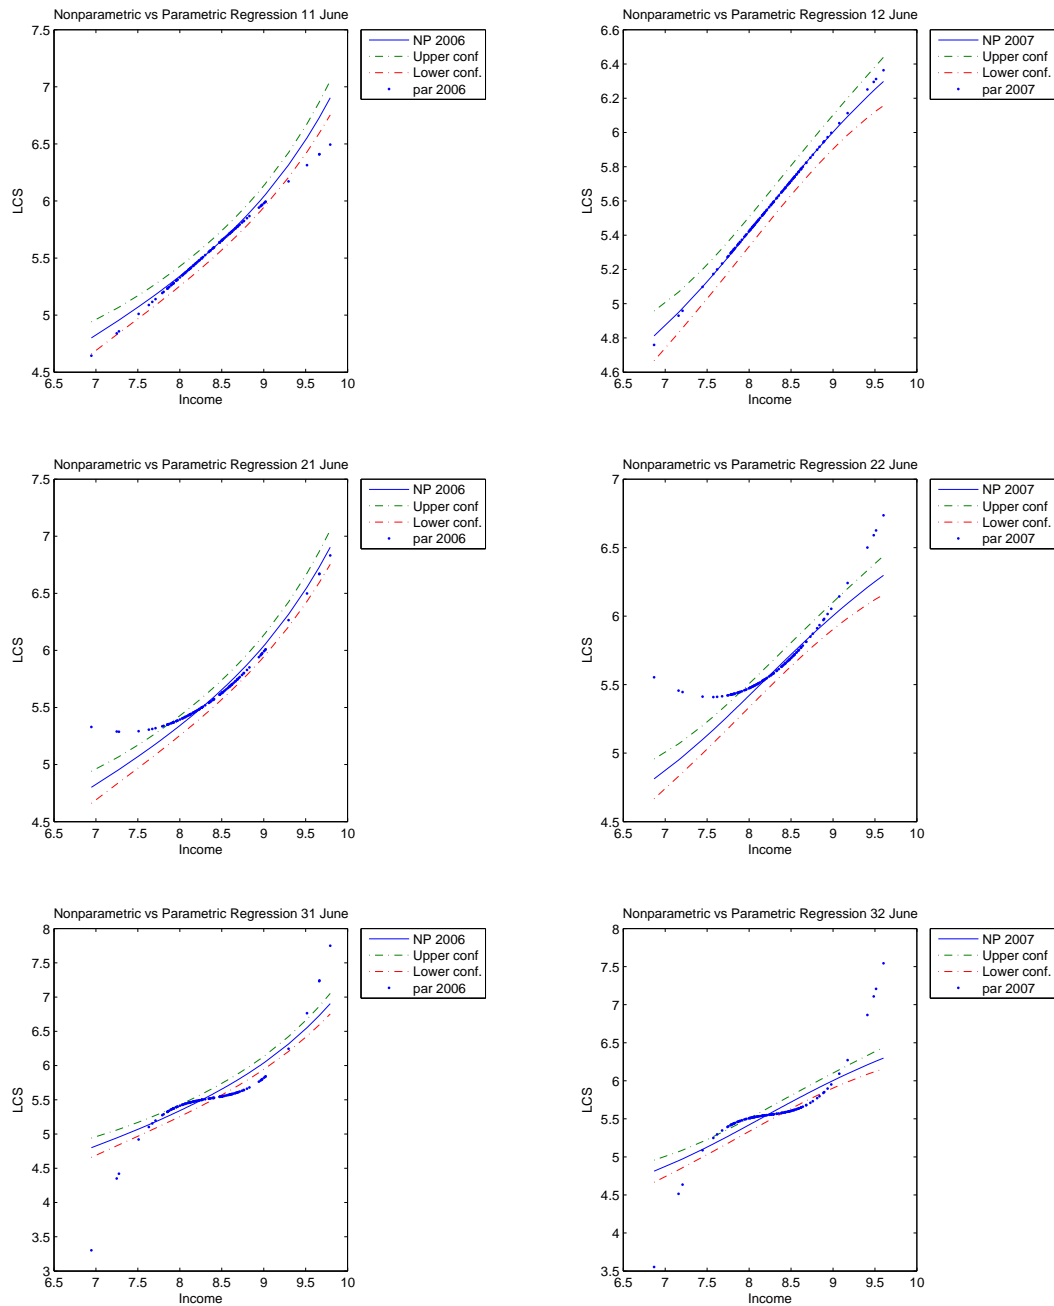 Nonparametric vs Parametric Regression 11 June
7.5
7
6.5
6
5.5
5
4.5
LCS
6.5 7 7.5 8 8.5 9 9.5 10
Income
NP 2006
Upper conf
Lower conf.
par 2006
Nonparametric vs Parametric Regression 12 June
6.6
6.4
6.2
6
5.8
5.6
5.4
5.2
5
4.8
4.6
LCS
6.5 7 7.5 8 8.5 9 9.5 10
Income
NP 2007
Upper conf
Lower conf.
par 2007
Nonparametric vs Parametric Regression 21 June
7.5
7
6.5
6
5.5
5
4.5
LCS
6.5 7 7.5 8 8.5 9 9.5 10
Income
NP 2006
Upper conf
Lower conf.
par 2006
Nonparametric vs Parametric Regression 22 June
7
6.5
6
5.5
5
4.5
LCS
6.5 7 7.5 8 8.5 9 9.5 10
Income
NP 2007
Upper conf
Lower conf.
par 2007
Nonparametric vs Parametric Regression 31 June
8
7.5
7
6.5
6
5.5
5
4.5
4
3.5
3
LCS
6.5 7 7.5 8 8.5 9 9.5 10
Income
NP 2006
Upper conf
Lower conf.
par 2006
Nonparametric vs Parametric Regression 32 June
8
7.5
7
6.5
6
5.5
5
4.5
4
3.5
LCS
6.5 7 7.5 8 8.5 9 9.5 10
Income
NP 2007
Upper conf
Lower conf.
par 2007